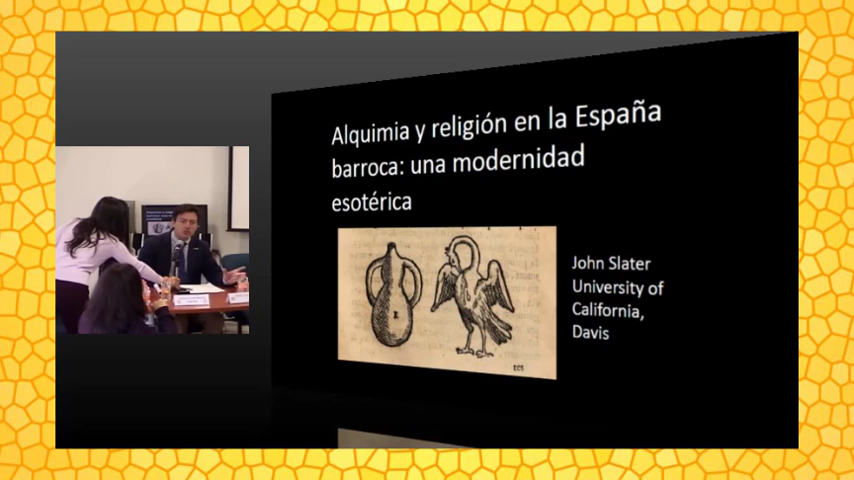 Alquimia y religión en la España
barroca: una modernidad
esotérica
John Slater
University of
California,
Davis